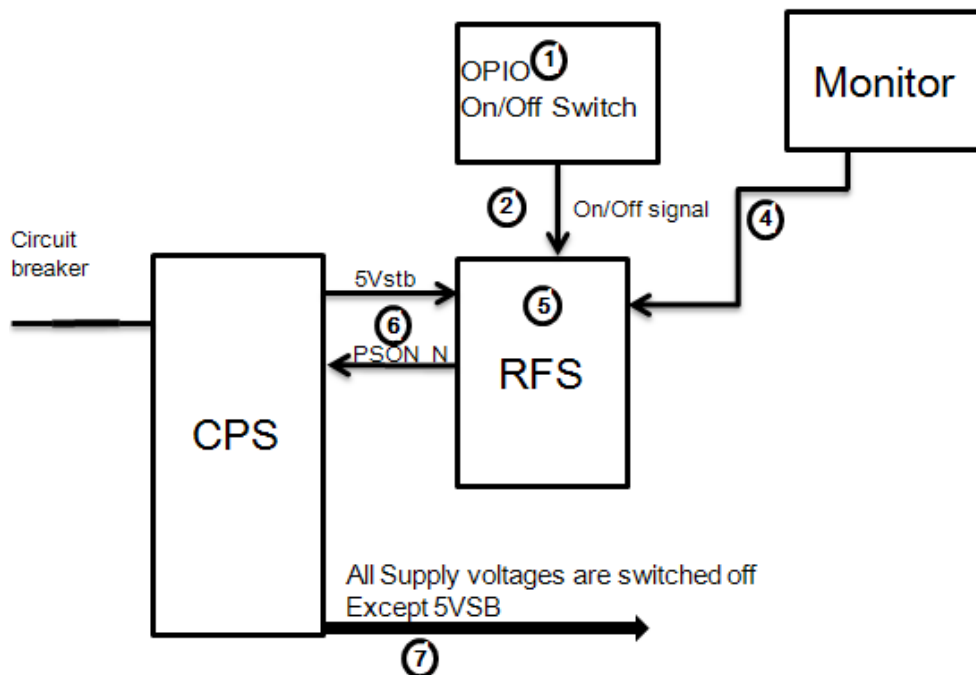 OPIO 1
On/Off Switch
Monitor
2
On/Off signal
4
Circuit
breaker
5Vstb
6
PSON_N
5
RFS
CPS
All Supply voltages are switched off
Except 5VSB
7